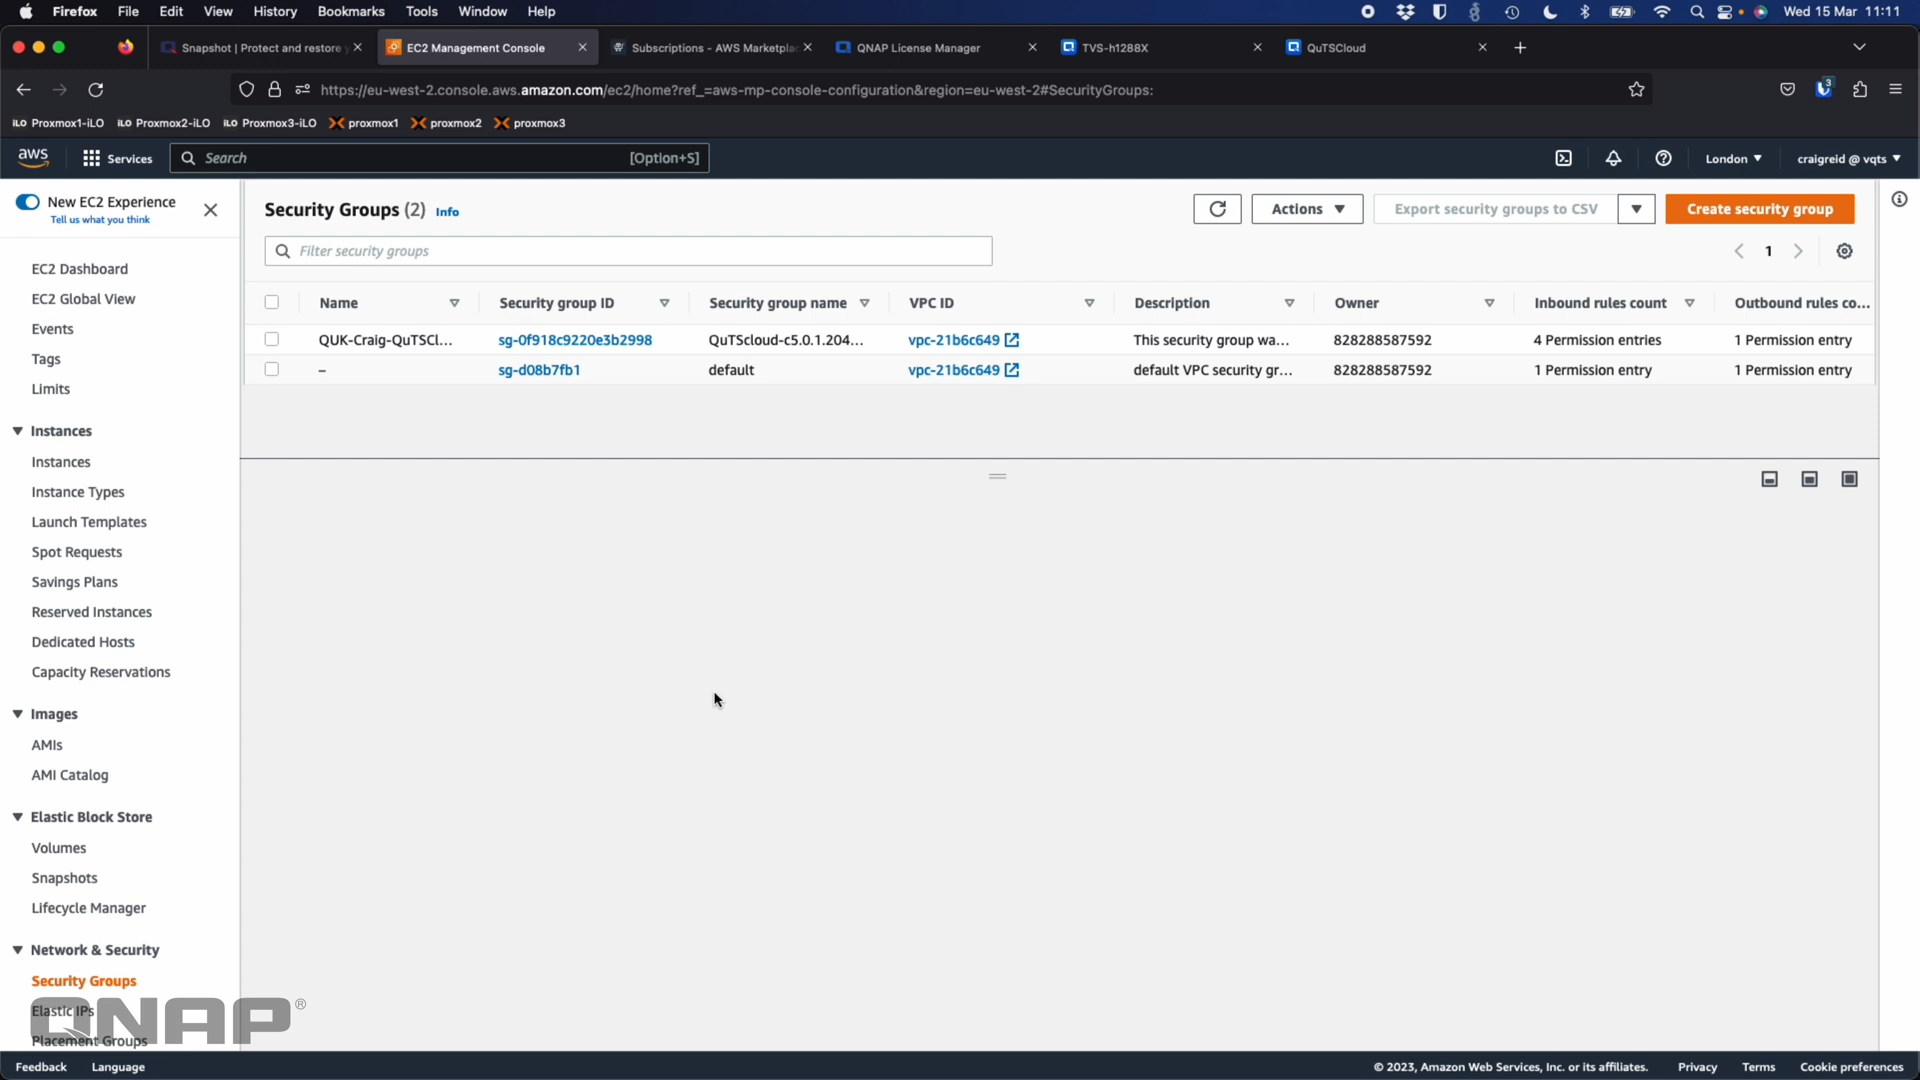 Firefox File Edit View History Bookmarks Tools Window Help Wed 15 Mar 11:11
Snapshot | Protect and restore y EC2 Management Console Subscriptions - AWS Marketplac QNAP License Manager TVS-h1288X QuTSCloud
https://eu-west-2.console.aws.amazon.com/ec2/home?ref_=aws-mp-console-configuration&region=eu-west-2#SecurityGroups: 3
iLO Proxmox1-iLO iLO Proxmox2-iLO iLO Proxmox3-iLO proxmox1 proxmox2 proxmox3
aws Services Search [Option+S] London craigreid @ vqts
New EC2 Experience
Tell us what you think
EC2 Dashboard
EC2 Global View
Events
Tags
Limits
Instances
Instances
Instance Types
Launch Templates
Spot Requests
Savings Plans
Reserved Instances
Dedicated Hosts
Capacity Reservations
Images
AMIs
AMI Catalog
Elastic Block Store
Volumes
Snapshots
Lifecycle Manager
Network & Security
Security Groups
Elastic IPs
Placement Groups
QNAP®
Security Groups (2) Info Actions Export security groups to CSV Create security group
Filter security groups 1
Name Security group ID Security group name VPC ID Description Owner Inbound rules count Outbound rules co...
QUK-Craig-QuTSCl... sg-0f918c9220e3b2998 QuTScloud-c5.0.1.204... vpc-21b6c649 This security group wa... 828288587592 4 Permission entries 1 Permission entry
– sg-d08b7fb1 default vpc-21b6c649 default VPC security gr... 828288587592 1 Permission entry 1 Permission entry
Feedback Language © 2023, Amazon Web Services, Inc. or its affiliates. Privacy Terms Cookie preferences